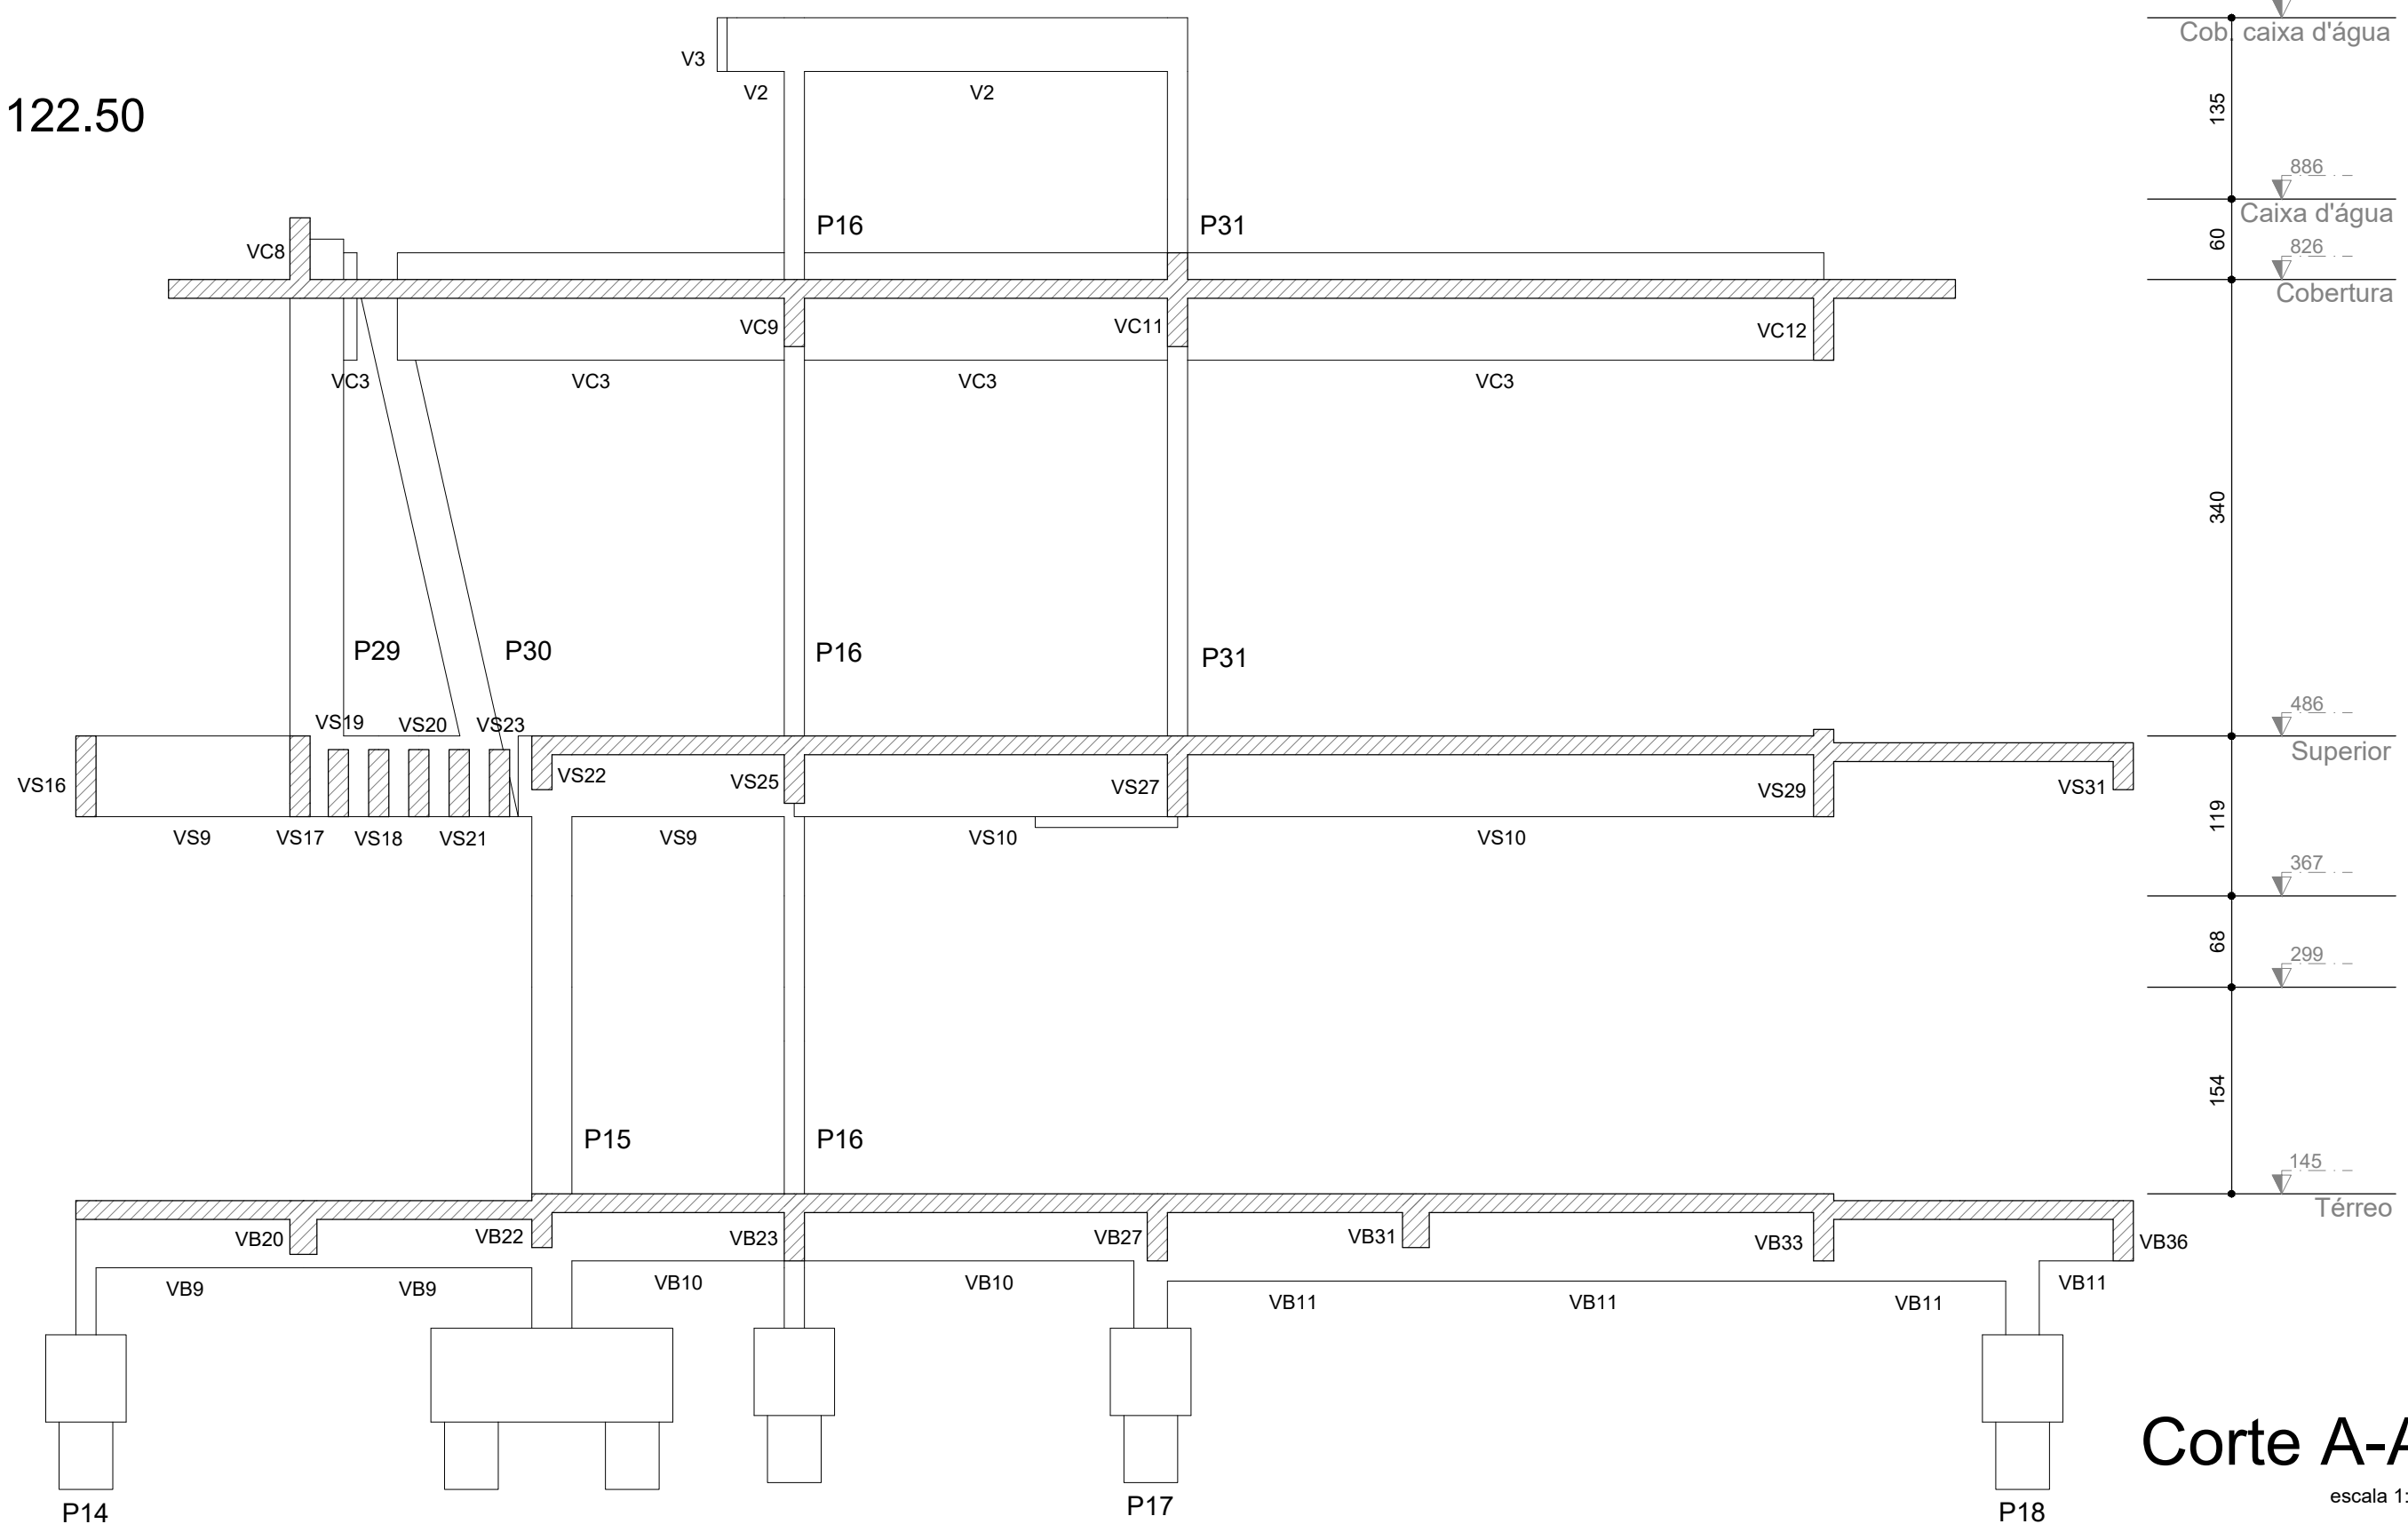 Cob. caixa d'água
V3
V2
V2
135
122.50
886
Caixa d'água
P16
P31
60
826
VC8
Cobertura
VC9
VC11
VC12
VC3
VC3
VC3
VC3
340
P29
P30
P16
P31
486
VS19
VS20
VS23
Superior
VS16
VS22
VS25
VS27
VS29
VS31
VS9
VS17
VS18
VS21
VS9
VS10
VS10
119
367
68
299
154
P15
P16
145
Térreo
VB20
VB22
VB23
VB27
VB31
VB33
VB36
VB9
VB9
VB10
VB10
VB11
VB11
VB11
VB11
Corte A-A
escala 1:
P14
P17
P18